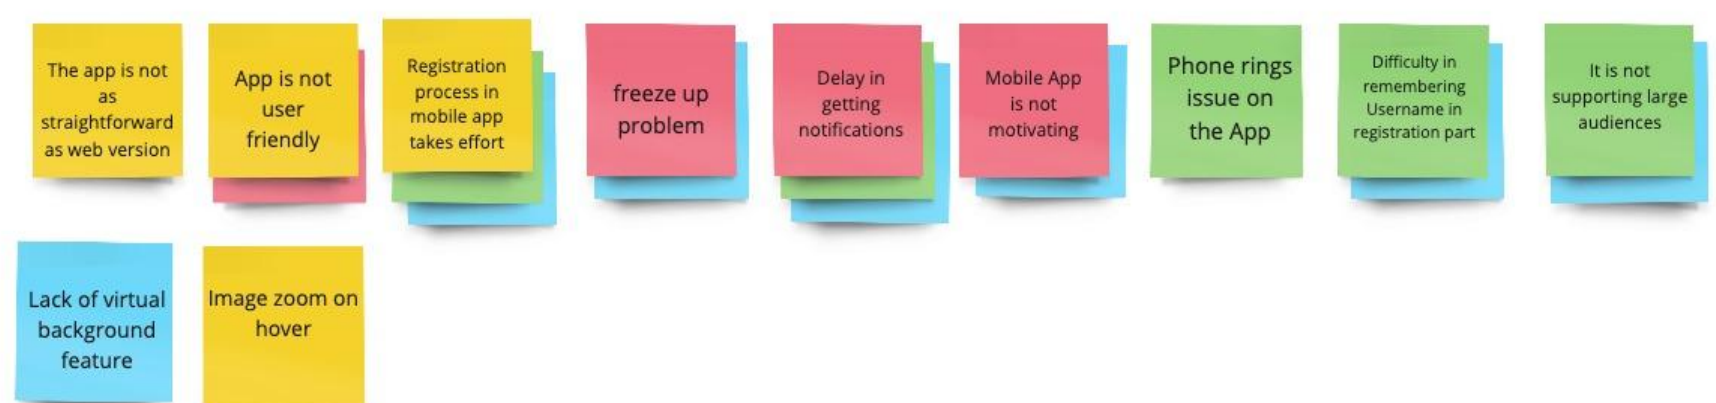 The app is not
as
straightforward
as web version
App is not
user
friendly
Registration
process in
mobile app
takes effort
freeze up
problem
Delay in
getting
notifications
Mobile App
is not
motivating
Phone rings
issue on
the App
Difficulty in
remembering
Username in
registration part
It is not
supporting large
audiences
Lack of virtual
background
feature
Image zoom on
hover